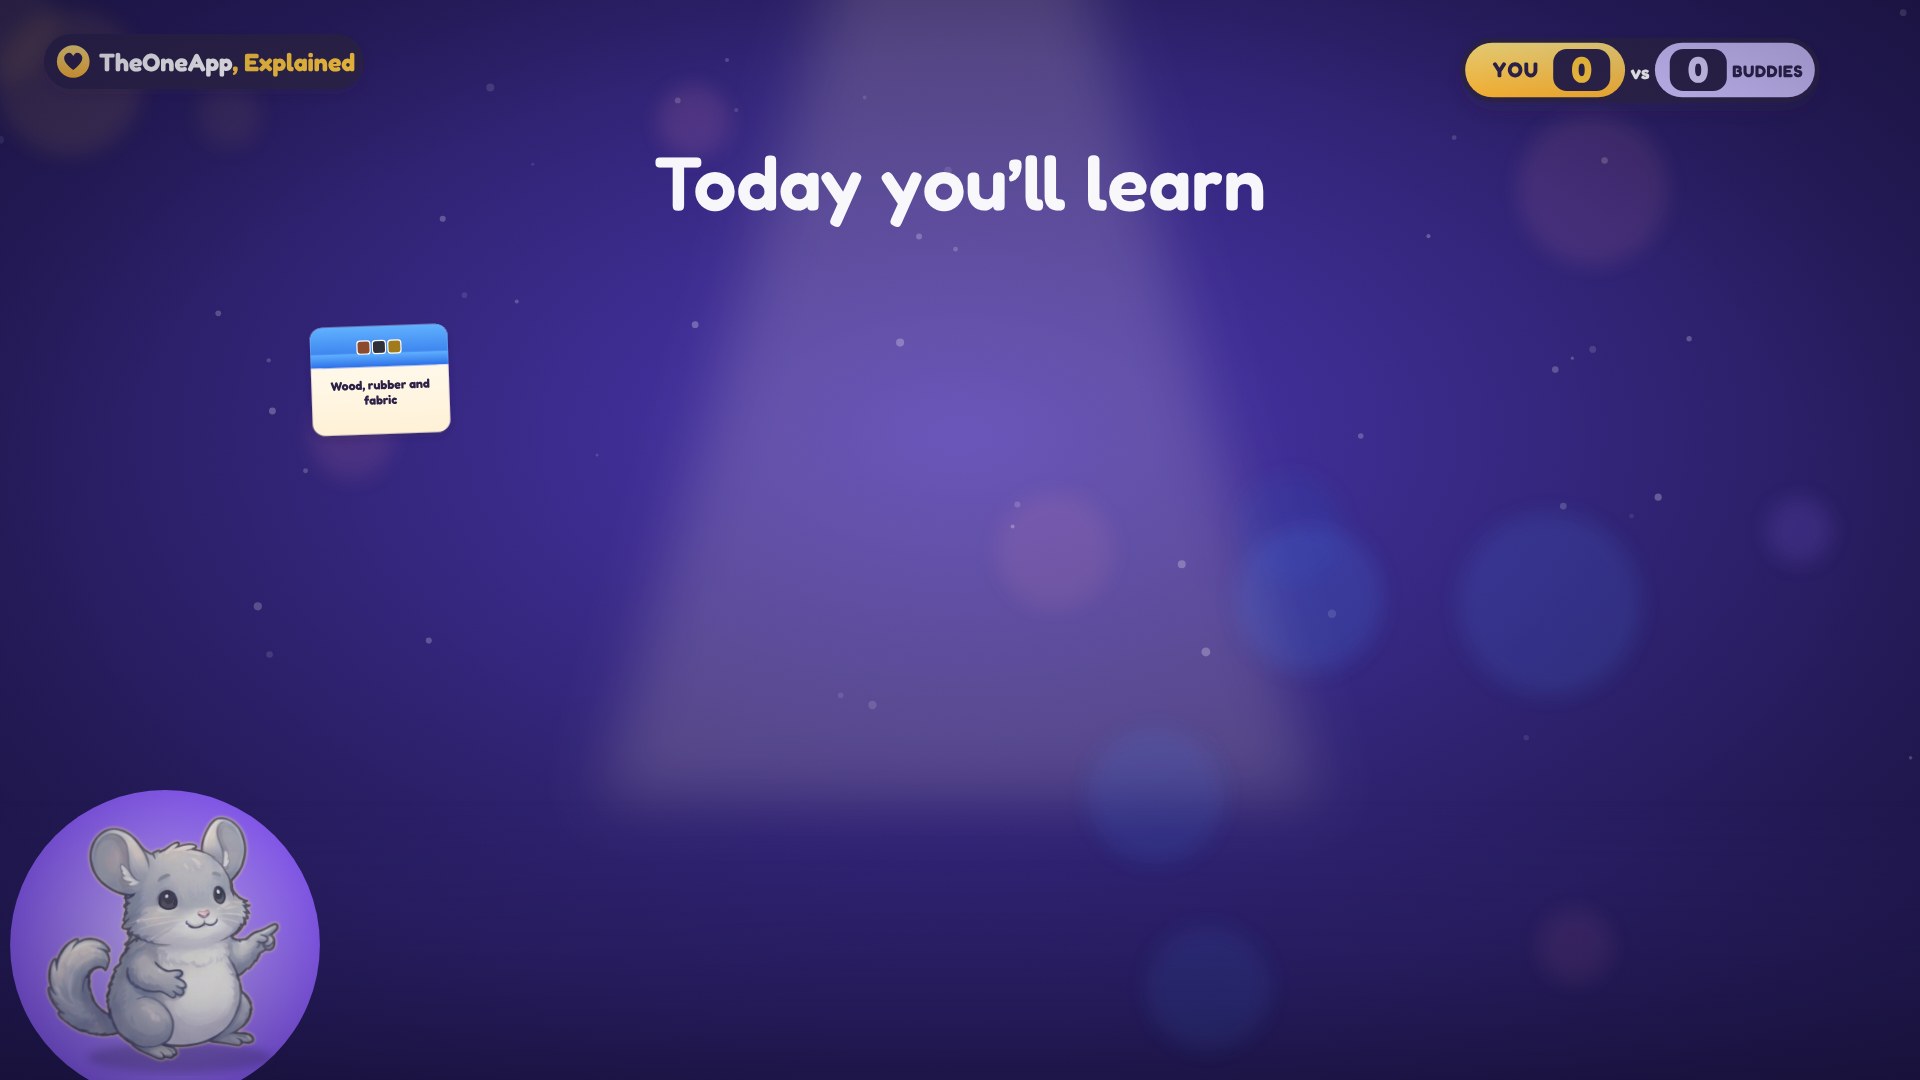 TheOneApp, Explained
YOU 0 vs 0 BUDDIES
Today you’ll learn
Wood, rubber and
fabric